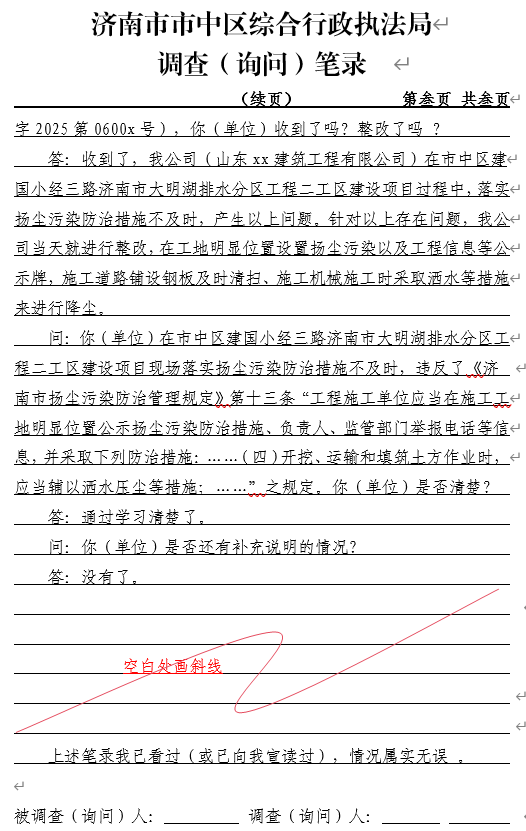 济南市市中区综合行政执法局
调查（询问）笔录
（续页） 第叁页 共叁页
字 2025 第 0600x 号），你（单位）收到了吗？整改了吗 ？
答：收到了，我公司（山东 xx 建筑工程有限公司）在市中区建
国小经三路济南市大明湖排水分区工程二工区建设项目过程中，落实
扬尘污染防治措施不及时，产生以上问题。针对以上存在问题，我公
司当天就进行整改，在工地明显位置设置扬尘污染以及工程信息等公
示牌，施工道路铺设钢板及时清扫、施工机械施工时采取洒水等措施
来进行降尘。
问：你（单位）在市中区建国小经三路济南市大明湖排水分区工
程二工区建设项目现场落实扬尘污染防治措施不及时，违反了《济
南市扬尘污染防治管理规定》第十三条“工程施工单位应当在施工工
地明显位置公示扬尘污染防治措施、负责人、监管部门举报电话等信
息，并采取下列防治措施：……（四）开挖、运输和填筑土方作业时，
应当辅以洒水压尘等措施；……”之规定。你（单位）是否清楚？
答：通过学习清楚了。
问：你（单位）是否还有补充说明的情况？
答：没有了。
空白处画斜线
上述笔录我已看过（或已向我宣读过），情况属实无误 。
被调查（询问）人： 调查（询问）人：